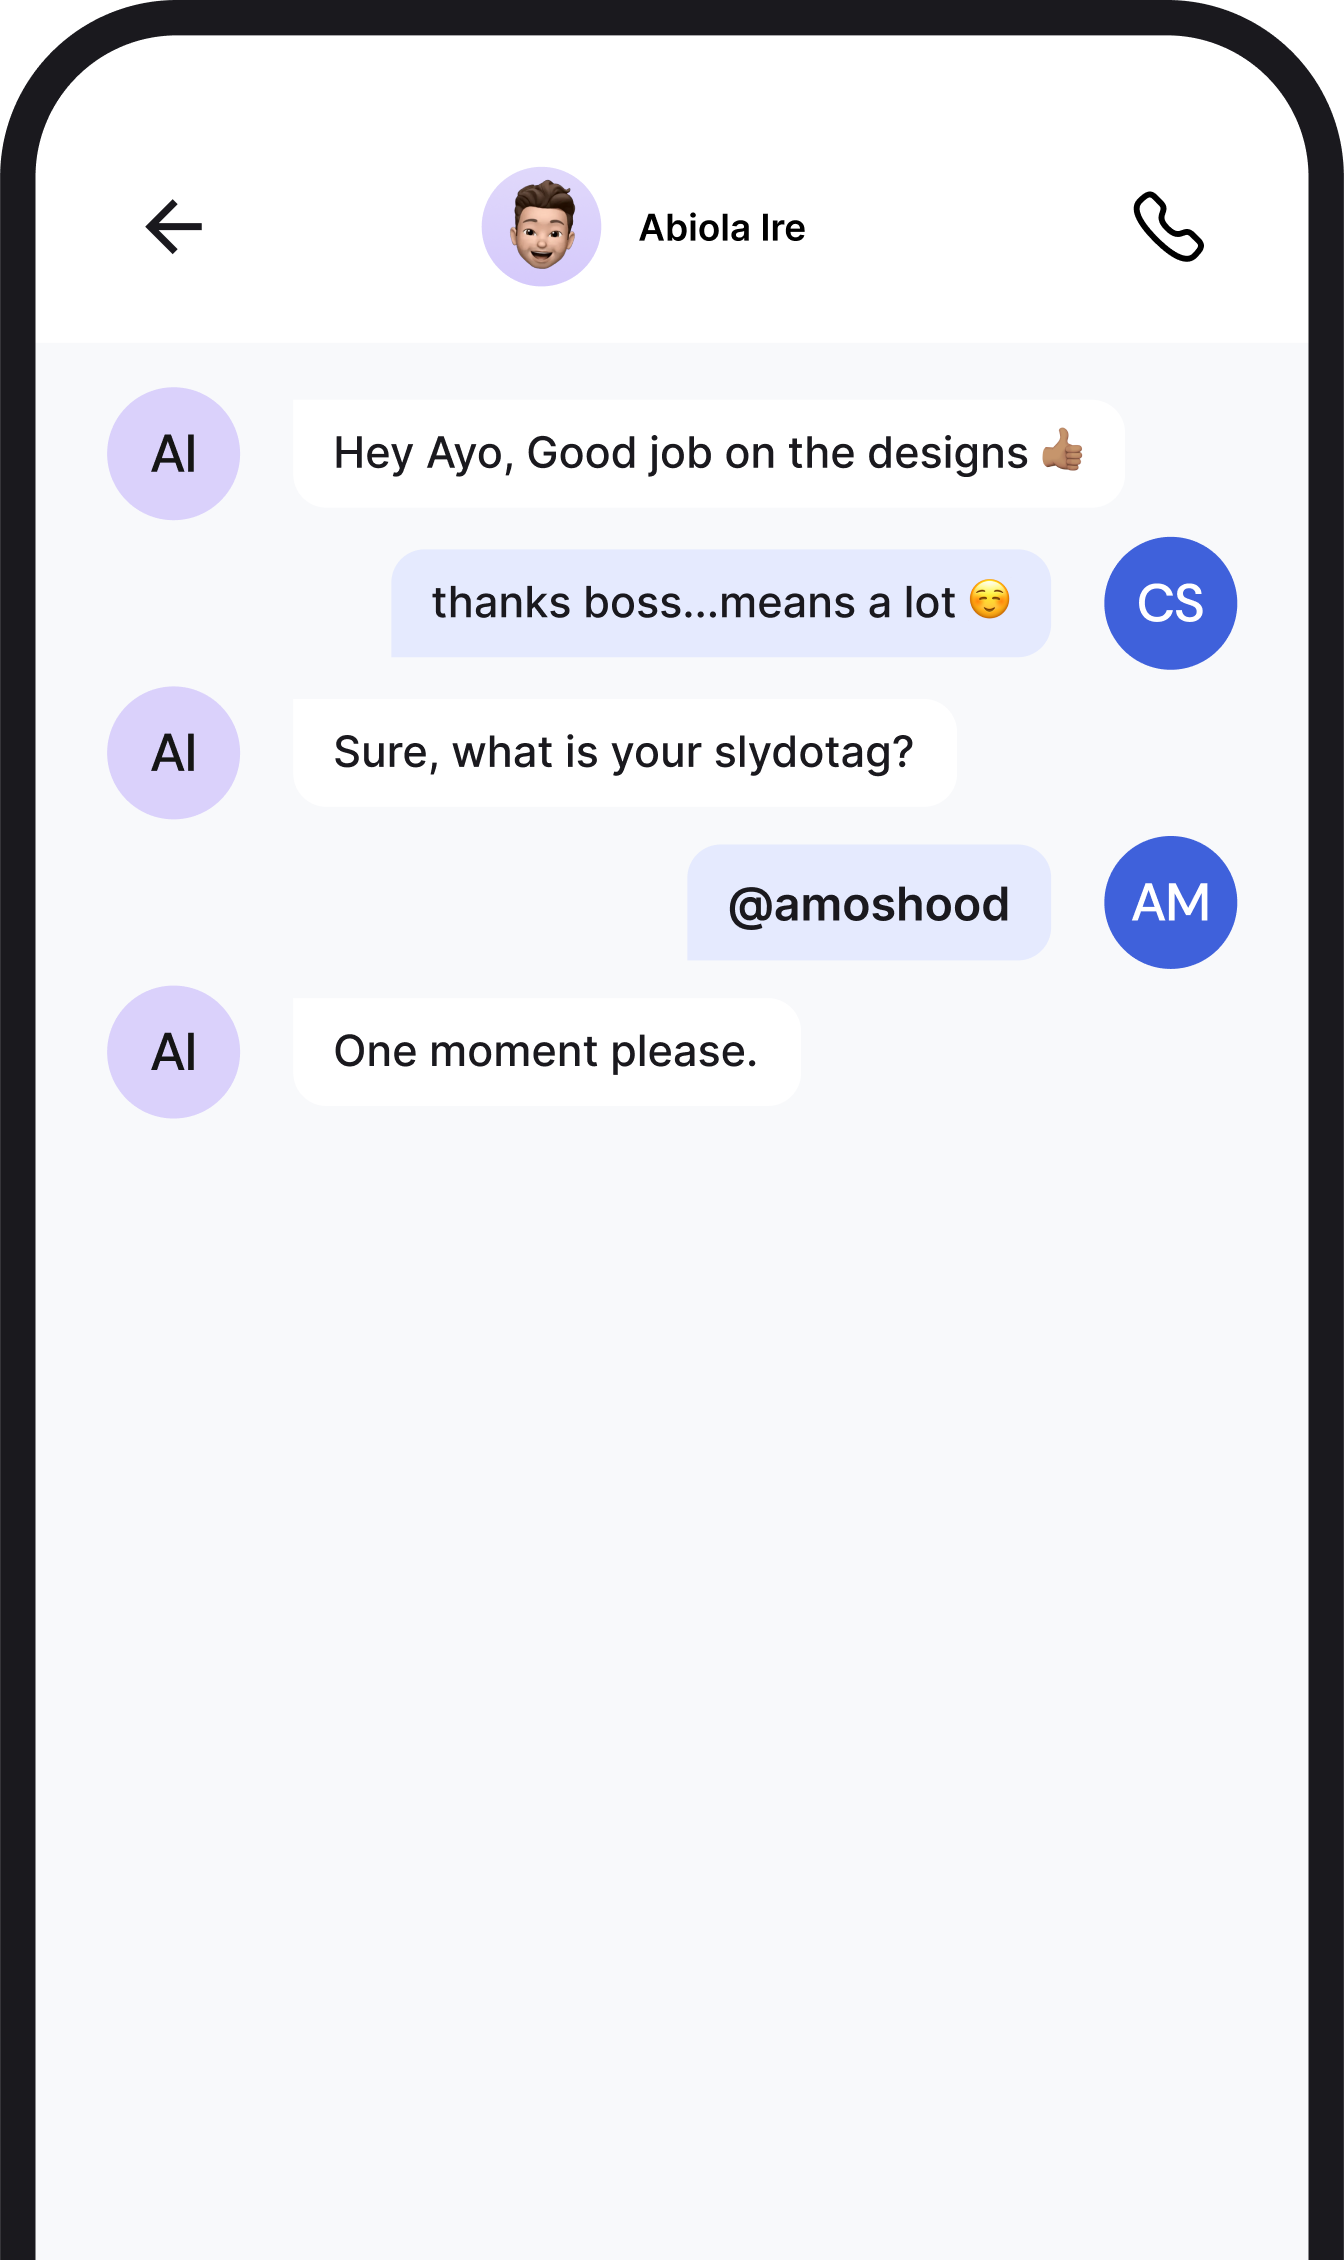 Abiola Ire
AI
Hey Ayo, Good job on the designs 👍🏽
thanks boss...means a lot ☺️
CS
AI
Sure, what is your slydotag?
@amoshood
AM
AI
One moment please.